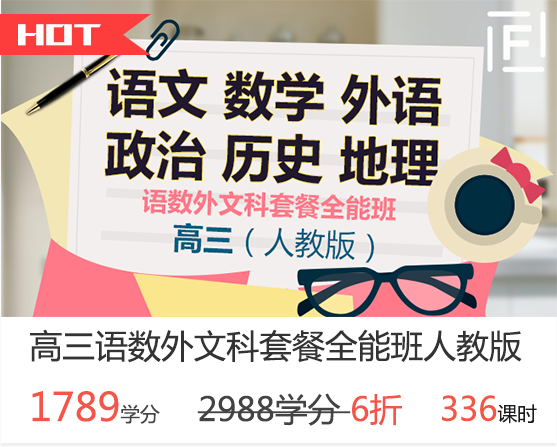 HOT
语文 数学 外语
政治 历史 地理
语数外文科套餐全能班
高三（人教版）
高三语数外文科套餐全能班人教版
1789学分 2988学分 6折 336课时